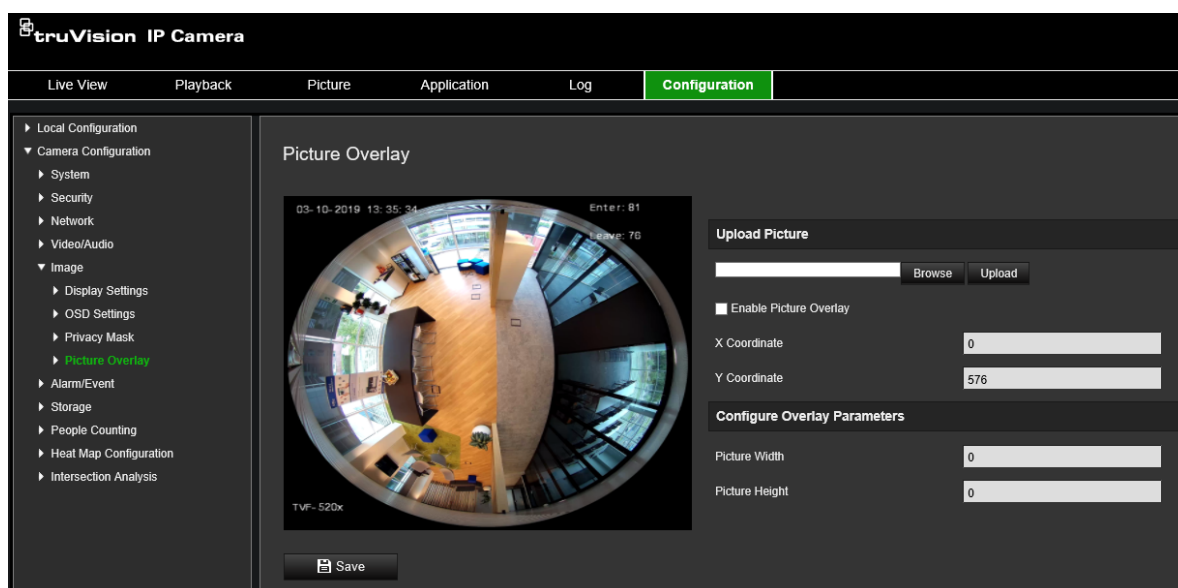 truVision IP Camera
Live View Playback Picture Application Log Configuration
Local Configuration
Camera Configuration
System
Security
Network
Video/Audio
Image
Display Settings
OSD Settings
Privacy Mask
Picture Overlay
Alarm/Event
Storage
People Counting
Heat Map Configuration
Intersection Analysis
Picture Overlay
03-10-2019 13:35:34
Enter: 81
Leave: 76
TVF-520x
Save
Upload Picture
Browse Upload
Enable Picture Overlay
X Coordinate 0
Y Coordinate 576
Configure Overlay Parameters
Picture Width 0
Picture Height 0